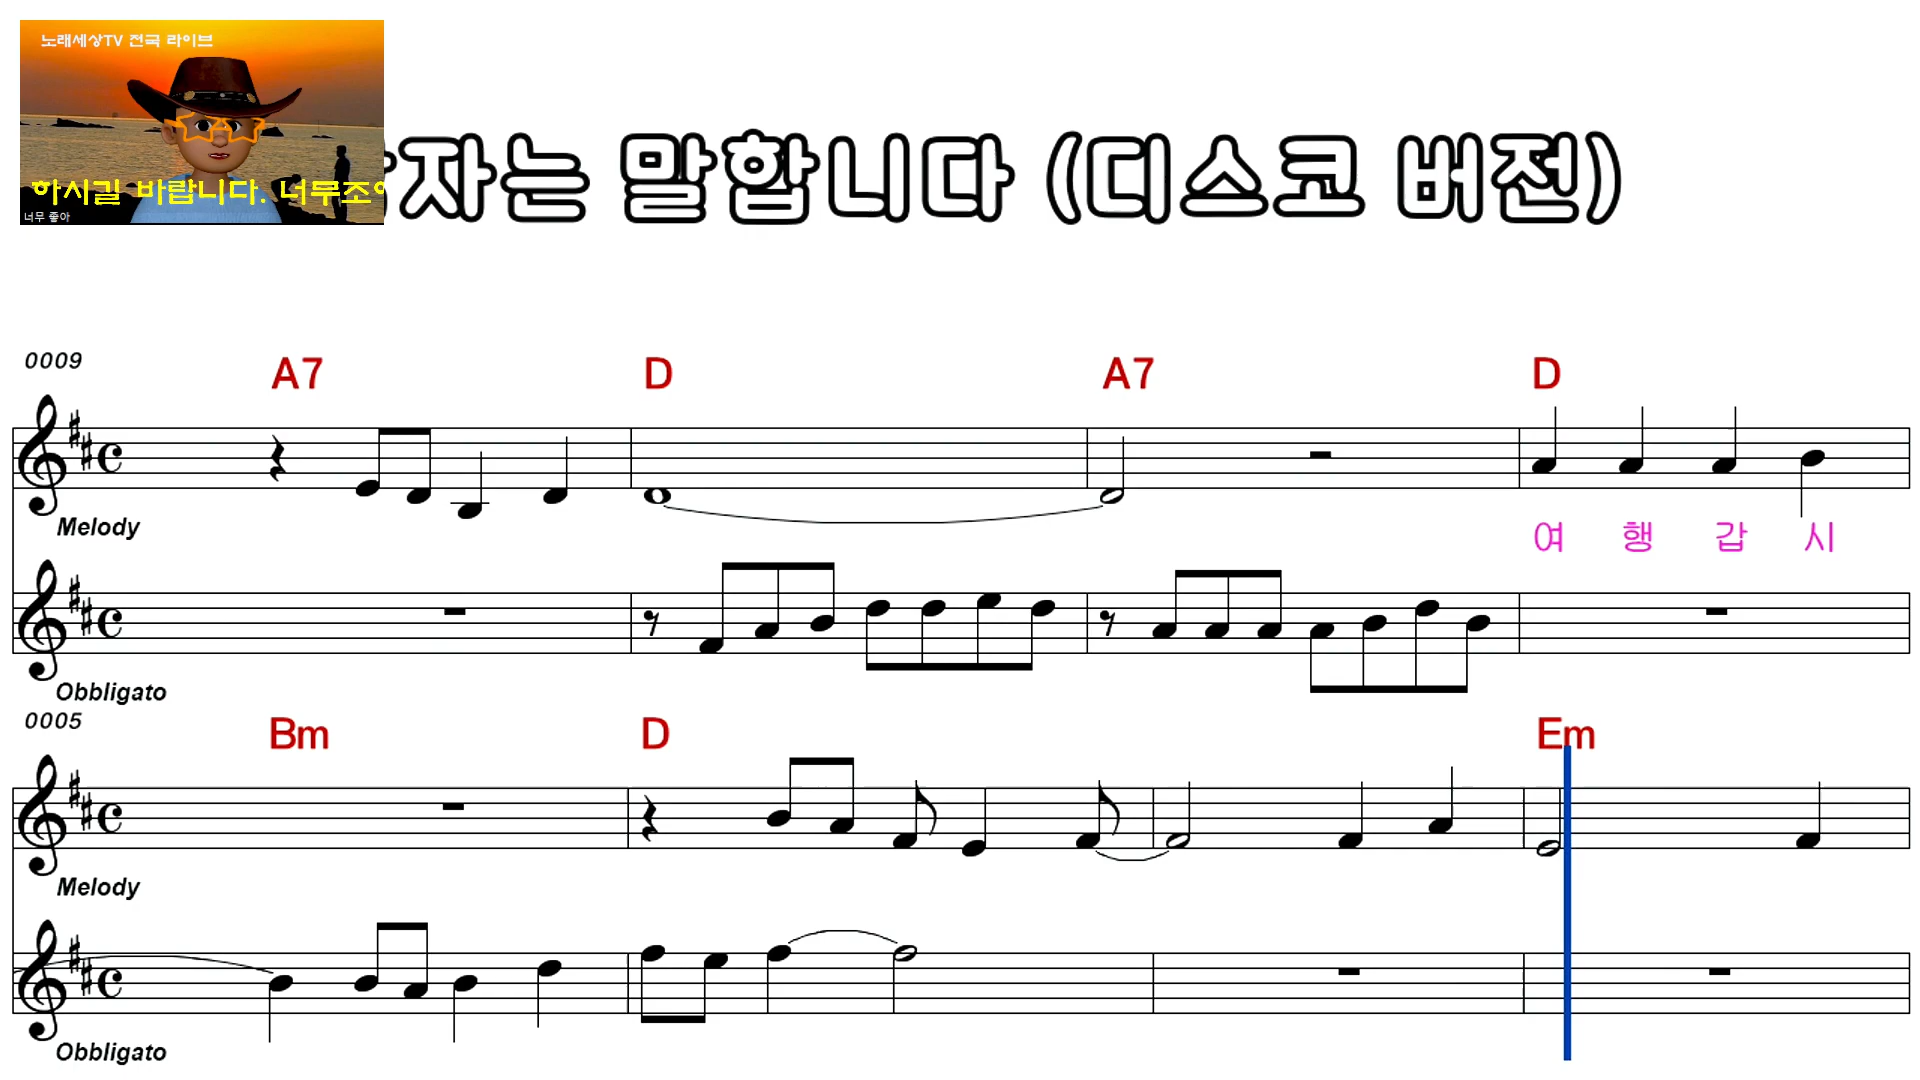 노래세상TV 전국 라이브
하시길 바랍니다. 너무조
너무 좋아
자는 말합니다 (디스코 버전)
0009
A7 D A7 D
Melody
여 행 갑 시
Obbligato
0005
Bm D Em
Melody
Obbligato